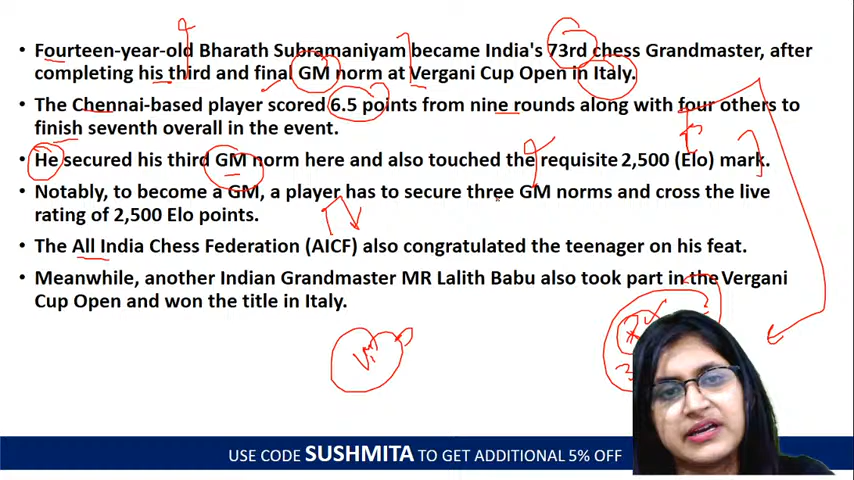 • Fourteen-year-old Bharath Subramaniyam became India's 73rd chess Grandmaster, after
completing his third and final GM norm at Vergani Cup Open in Italy.
• The Chennai-based player scored 6.5 points from nine rounds along with four others to
finish seventh overall in the event.
• He secured his third GM norm here and also touched the requisite 2,500 (Elo) mark.
• Notably, to become a GM, a player has to secure three GM norms and cross the live
rating of 2,500 Elo points.
• The All India Chess Federation (AICF) also congratulated the teenager on his feat.
• Meanwhile, another Indian Grandmaster MR Lalith Babu also took part in the Vergani
Cup Open and won the title in Italy.
USE CODE SUSHMITA TO GET ADDITIONAL 5% OFF